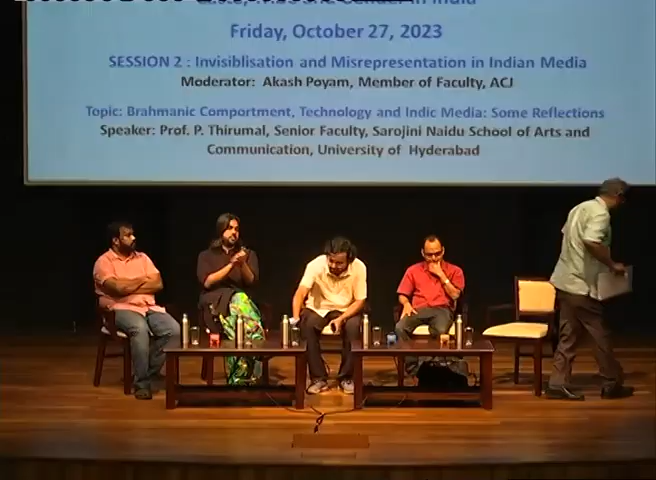 in India
Friday, October 27, 2023
SESSION 2 : Invisiblisation and Misrepresentation in Indian Media
Moderator: Akash Poyam, Member of Faculty, ACJ
Topic: Brahmanic Comportment, Technology and Indic Media: Some Reflections
Speaker: Prof. P. Thirumal, Senior Faculty, Sarojini Naidu School of Arts and
Communication, University of Hyderabad